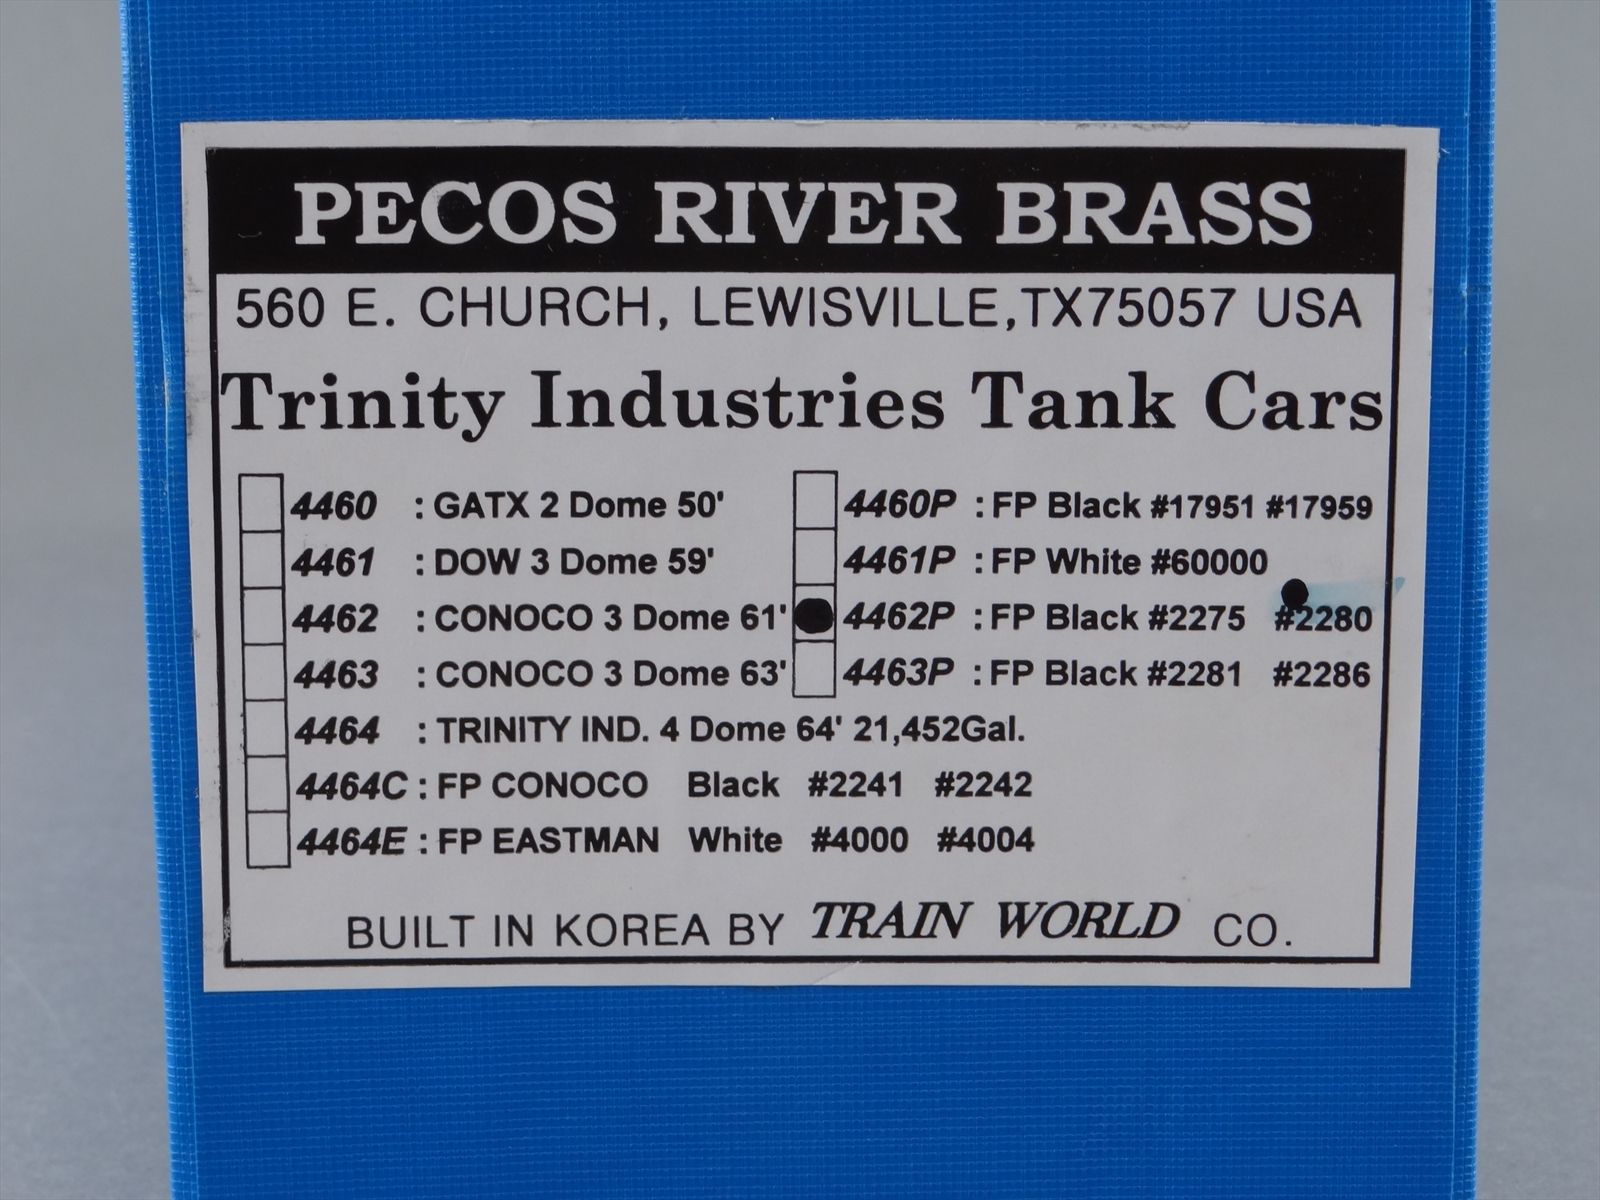 PECOS RIVER BRASS
560 E. CHURCH, LEWISVILLE,TX75057 USA
Trinity Industries Tank Cars
4460 : GATX 2 Dome 50'
4461 : DOW 3 Dome 59'
4462 : CONOCO 3 Dome 61'
4463 : CONOCO 3 Dome 63'
4464 : TRINITY IND. 4 Dome 64' 21,452Gal.
4464C : FP CONOCO Black #2241 #2242
4464E : FP EASTMAN White #4000 #4004
4460P : FP Black #17951 #17959
4461P : FP White #60000
4462P : FP Black #2275 #2280
4463P : FP Black #2281 #2286
BUILT IN KOREA BY TRAIN WORLD CO.